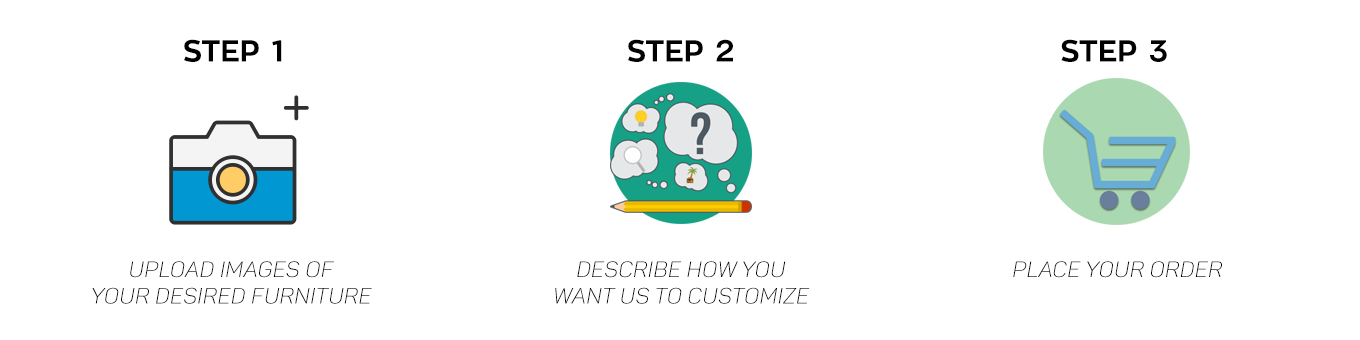 STEP 1
UPLOAD IMAGES OF
YOUR DESIRED FURNITURE
STEP 2
?
DESCRIBE HOW YOU
WANT US TO CUSTOMIZE
STEP 3
PLACE YOUR ORDER